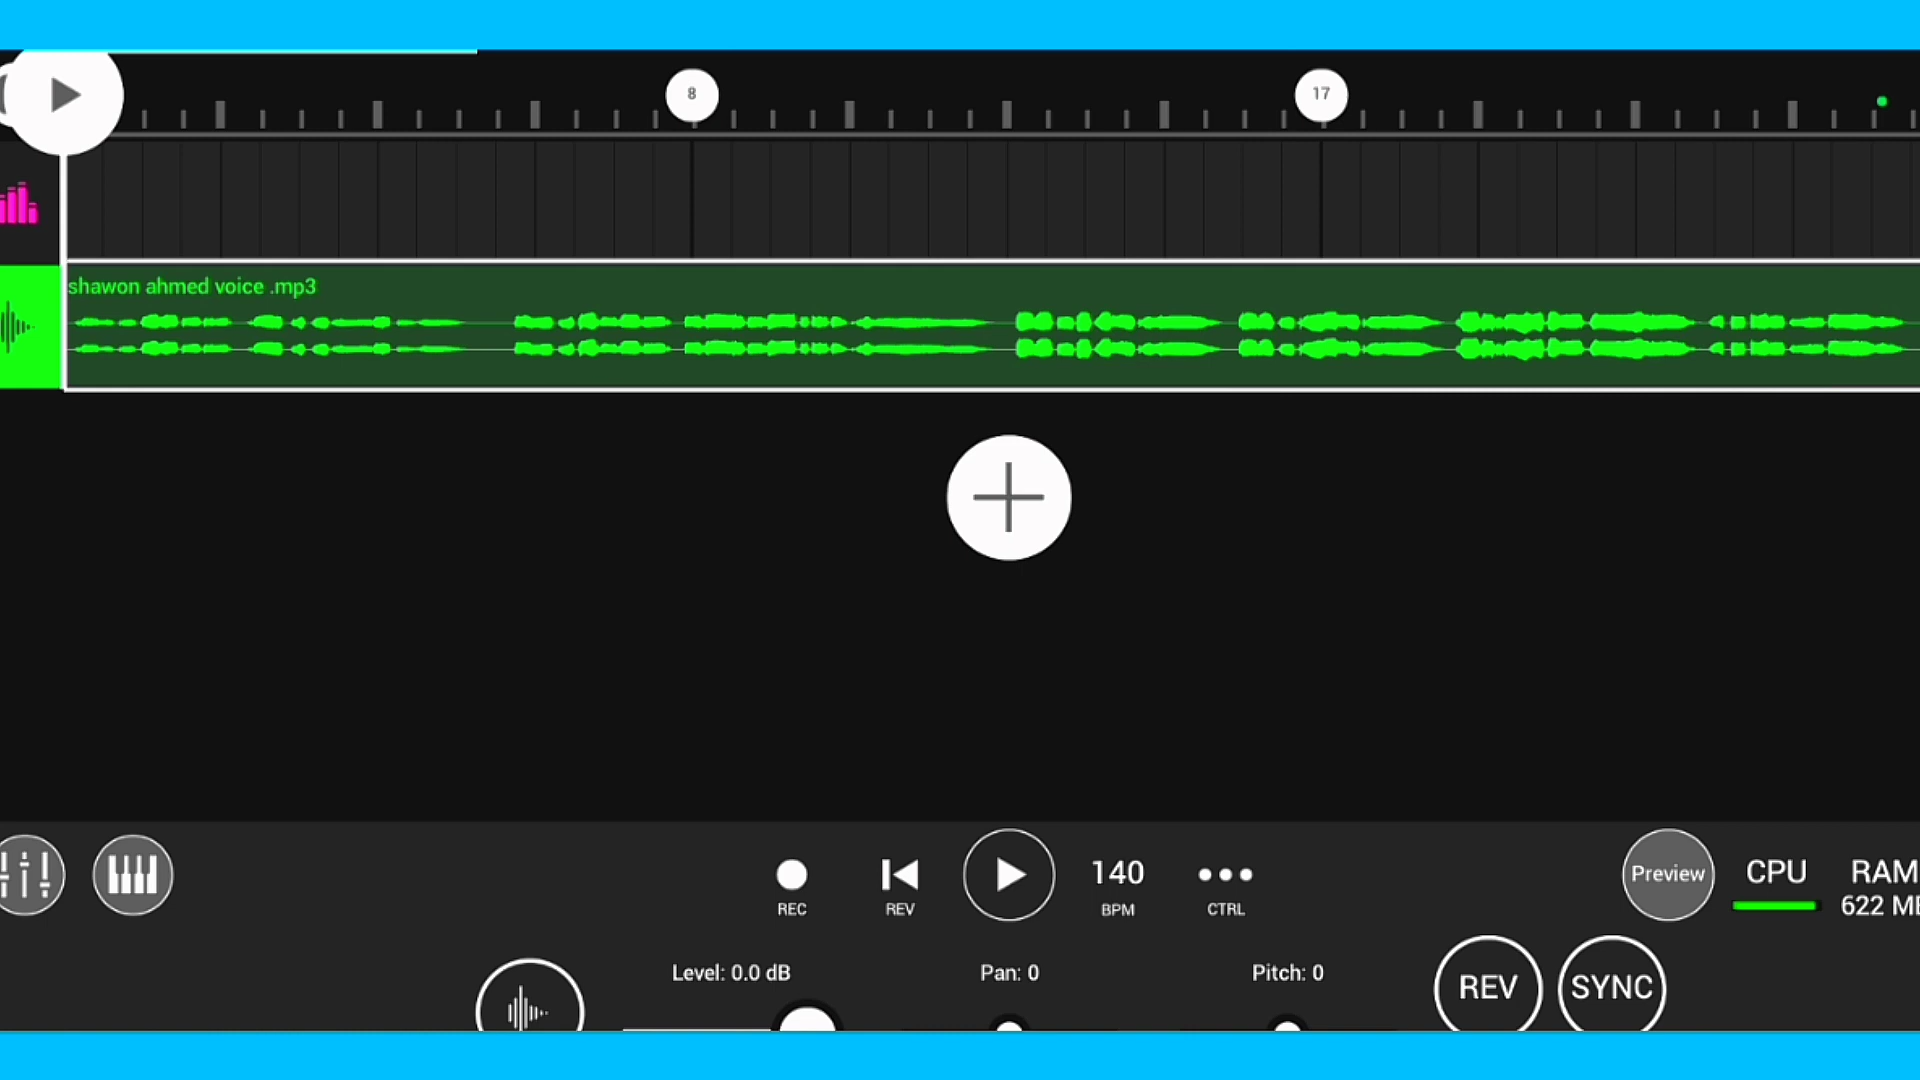 8
17
shawon ahmed voice .mp3
140
REC
REV
BPM
CTRL
Preview
CPU
RAM
622 MB
Level: 0.0 dB
Pan: 0
Pitch: 0
REV
SYNC